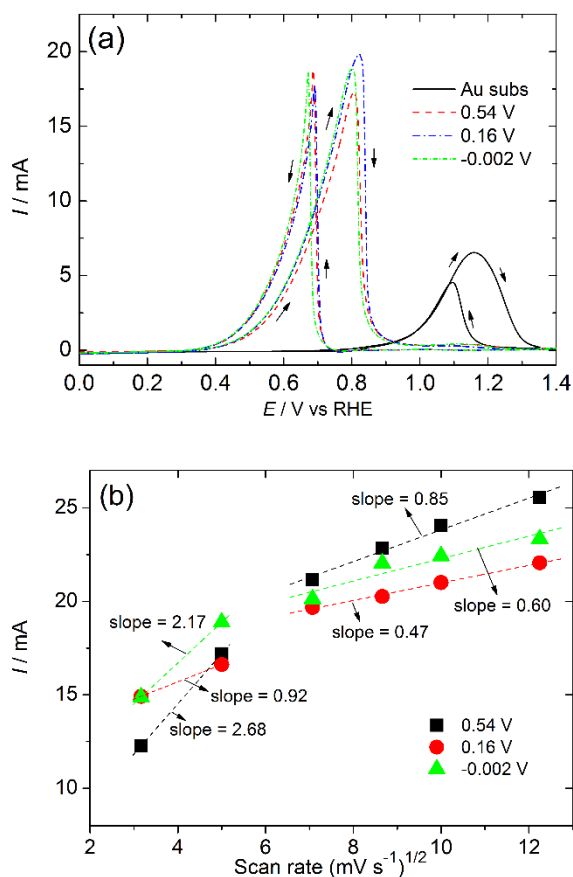 (a)
20
15
10
5
0
I / mA
Au subs
0.54 V
0.16 V
-0.002 V
0.0 0.2 0.4 0.6 0.8 1.0 1.2 1.4
E / V vs RHE
(b)
25
20
15
10
I / mA
slope = 0.85
slope = 2.17
slope = 0.60
slope = 0.47
slope = 0.92
slope = 2.68
0.54 V
0.16 V
-0.002 V
2 4 6 8 10 12
Scan rate (mV s⁻¹)¹/²